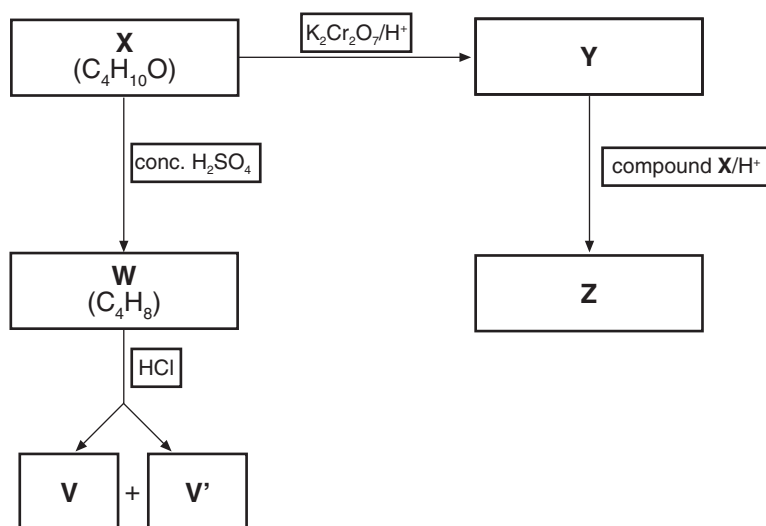 X
(C₄H₁₀O)
K₂Cr₂O₇/H⁺
Y
conc. H₂SO₄
compound X/H⁺
W
(C₄H₈)
Z
HCl
V + V’